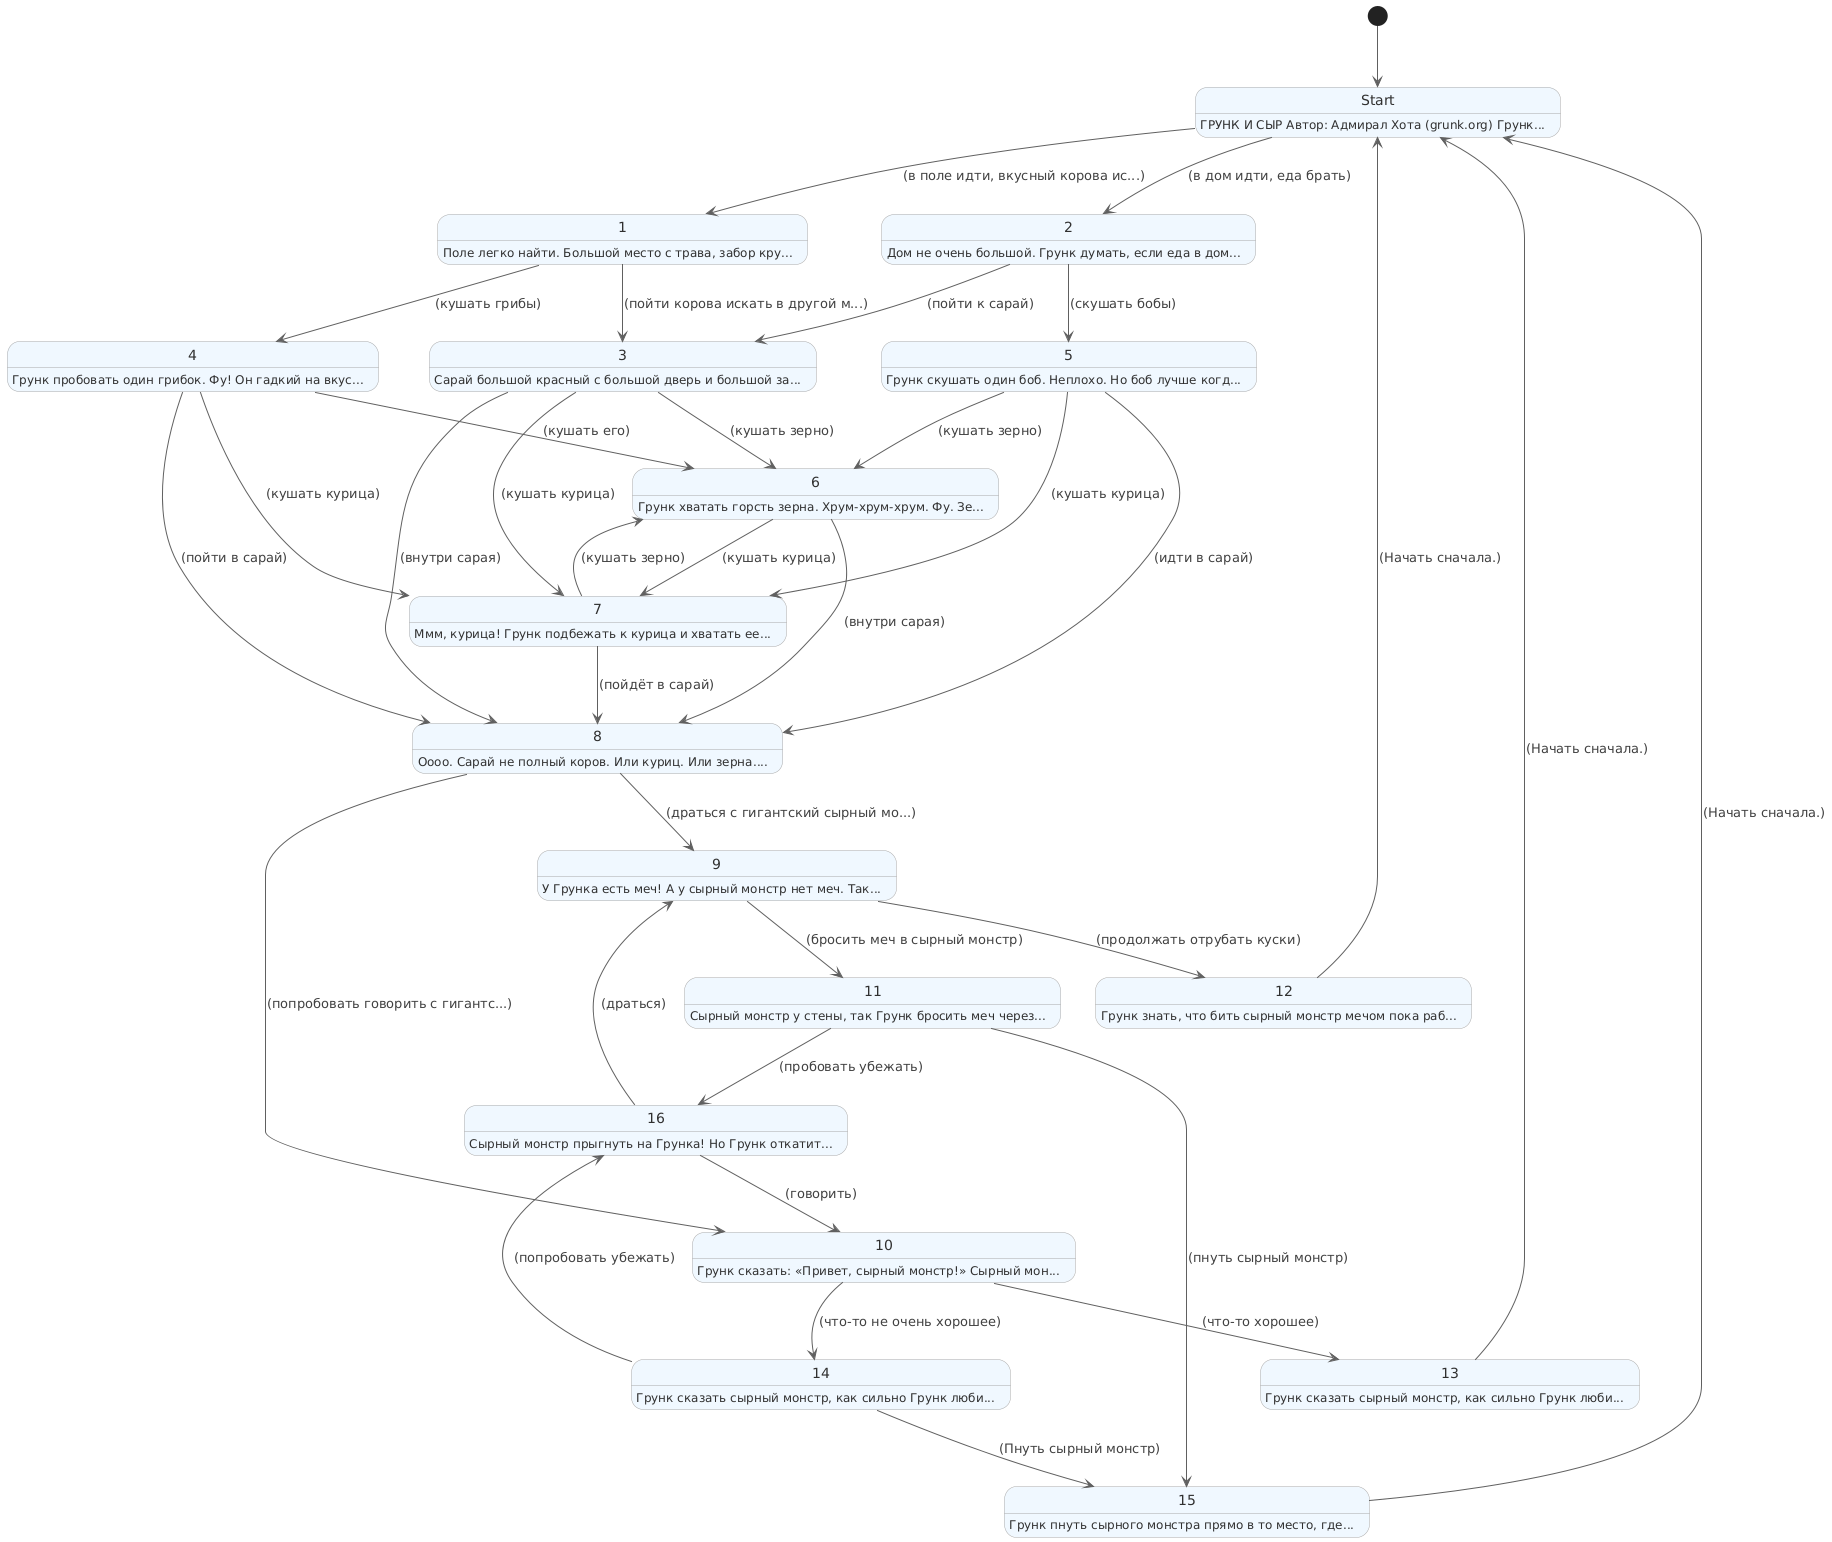 Start
ГРУНК И СЫР Автор: Адмирал Хота (grunk.org) Грунк...
(в поле идти, вкусный корова ис...)
(в дом идти, еда брать)
1
Поле легко найти. Большой место с трава, забор кру...
2
Дом не очень большой. Грунк думать, если еда в дом...
(кушать грибы)
(пойти корова искать в другой м...)
(пойти к сарай)
(скушать бобы)
4
Грунк пробовать один грибок. Фу! Он гадкий на вкус...
3
Сарай большой красный с большой дверь и большой за...
5
Грунк скушать один боб. Неплохо. Но боб лучше когд...
(кушать его)
(кушать зерно)
(кушать зерно)
6
Грунк хватать горсть зерна. Хрум-хрум-хрум. Фу. Зе...
(кушать курица)
(кушать курица)
(кушать курица)
(пойти в сарай)
(внутри сарая)
(кушать зерно)
(кушать курица)
(идти в сарай)
(Начать сначала.)
7
Ммм, курица! Грунк подбежать к курица и хватать ее...
(внутри сарая)
(пойдёт в сарай)
8
Оооо. Сарай не полный коров. Или куриц. Или зерна....
(Начать сначала.)
(драться с гигантский сырный мо...)
(Начать сначала.)
9
У Грунка есть меч! А у сырный монстр нет меч. Так...
(бросить меч в сырный монстр)
(продолжать отрубать куски)
(попробовать говорить с гигантс...)
(драться)
11
Сырный монстр у стены, так Грунк бросить меч через...
12
Грунк знать, что бить сырный монстр мечом пока раб...
(пробовать убежать)
16
Сырный монстр прыгнуть на Грунка! Но Грунк откатит...
(говорить)
10
Грунк сказать: «Привет, сырный монстр!» Сырный мон...
(попробовать убежать)
(пнуть сырный монстр)
(что-то не очень хорошее)
(что-то хорошее)
14
Грунк сказать сырный монстр, как сильно Грунк люби...
13
Грунк сказать сырный монстр, как сильно Грунк люби...
(Пнуть сырный монстр)
15
Грунк пнуть сырного монстра прямо в то место, где...